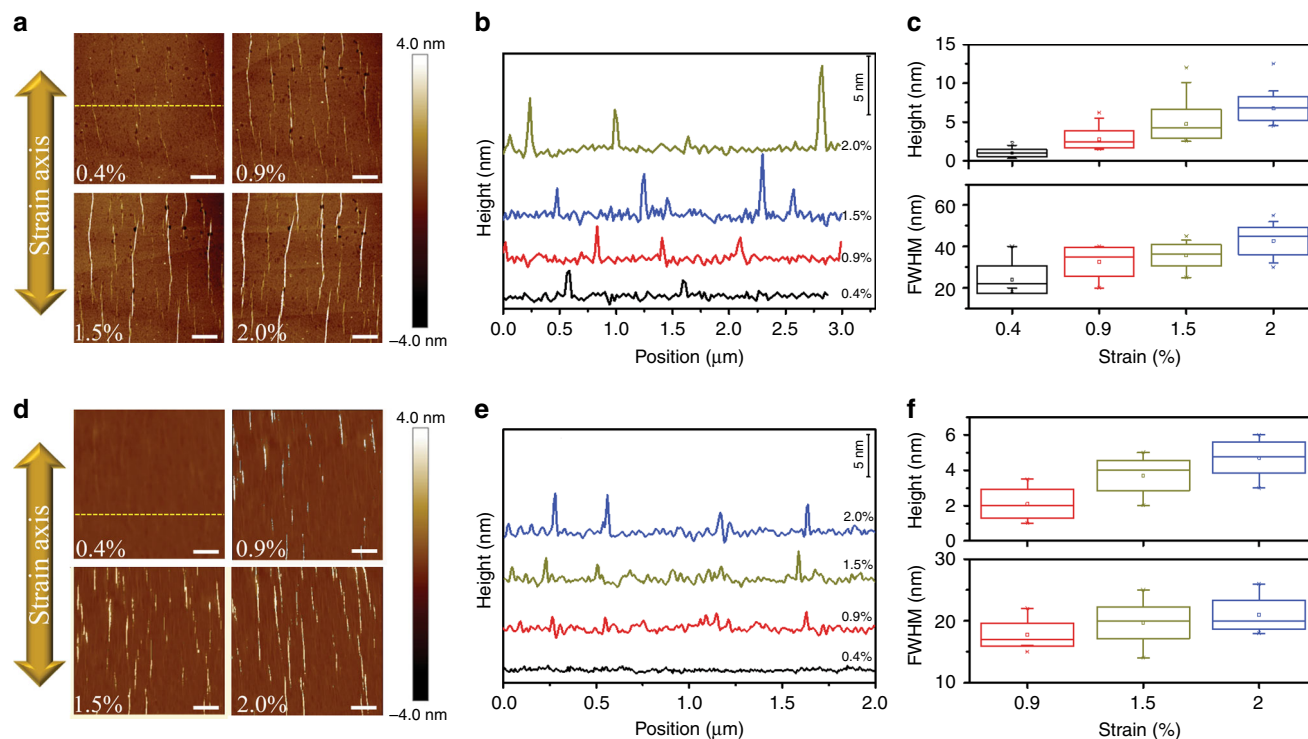 a
Strain axis
0.4%
0.9%
1.5%
2.0%
4.0 nm
−4.0 nm
b
Height (nm)
5 nm
2.0%
1.5%
0.9%
0.4%
0.0 0.5 1.0 1.5 2.0 2.5 3.0
Position (μm)
c
Height (nm)
15
10
5
0
FWHM (nm)
60
40
20
0.4 0.9 1.5 2
Strain (%)
d
Strain axis
0.4%
0.9%
1.5%
2.0%
4.0 nm
−4.0 nm
e
Height (nm)
5 nm
2.0%
1.5%
0.9%
0.4%
0.0 0.5 1.0 1.5 2.0
Position (μm)
f
Height (nm)
6
4
2
0
FWHM (nm)
30
20
10
0.9 1.5 2
Strain (%)